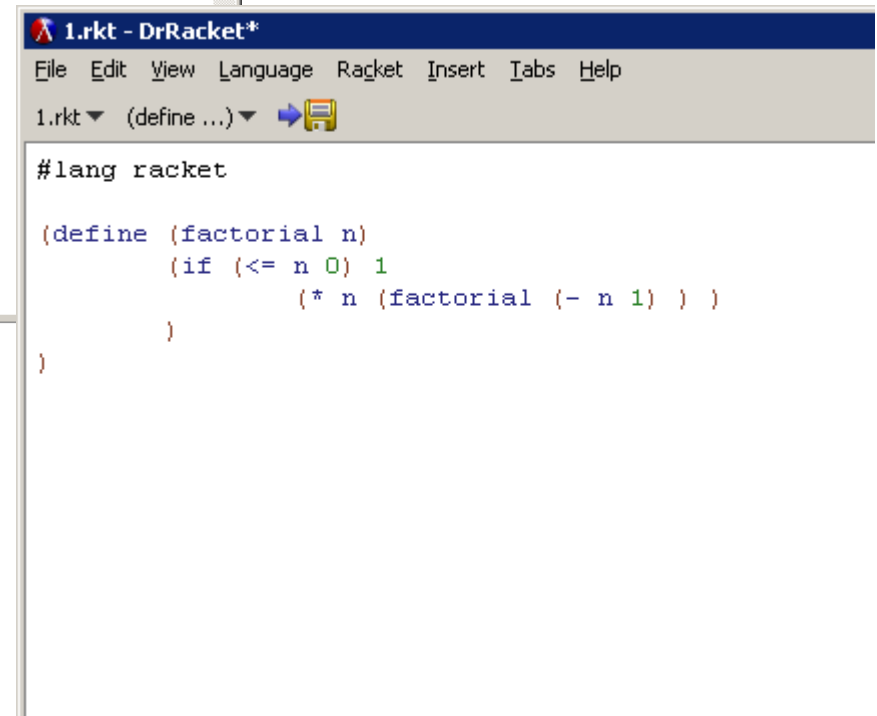 1.rkt - DrRacket*
File Edit View Language Racket Insert Tabs Help
1.rkt (define ...)
#lang racket
(define (factorial n)
(if (<= n 0) 1
(* n (factorial (- n 1) ) )
)
)